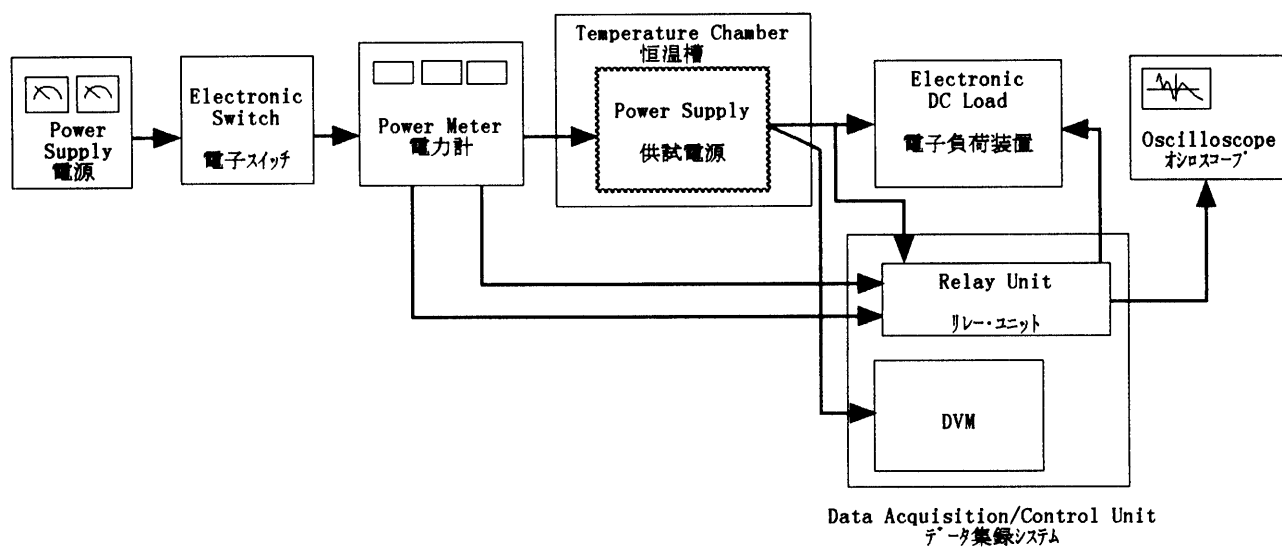 Power
Supply
電源
Electronic
Switch
電子スイッチ
Power Meter
電力計
Temperature Chamber
恒温槽
Power Supply
供試電源
Electronic
DC Load
電子負荷装置
Oscilloscope
オシロスコープ
Relay Unit
リレー・ユニット
DVM
Data Acquisition/Control Unit
データ集録システム